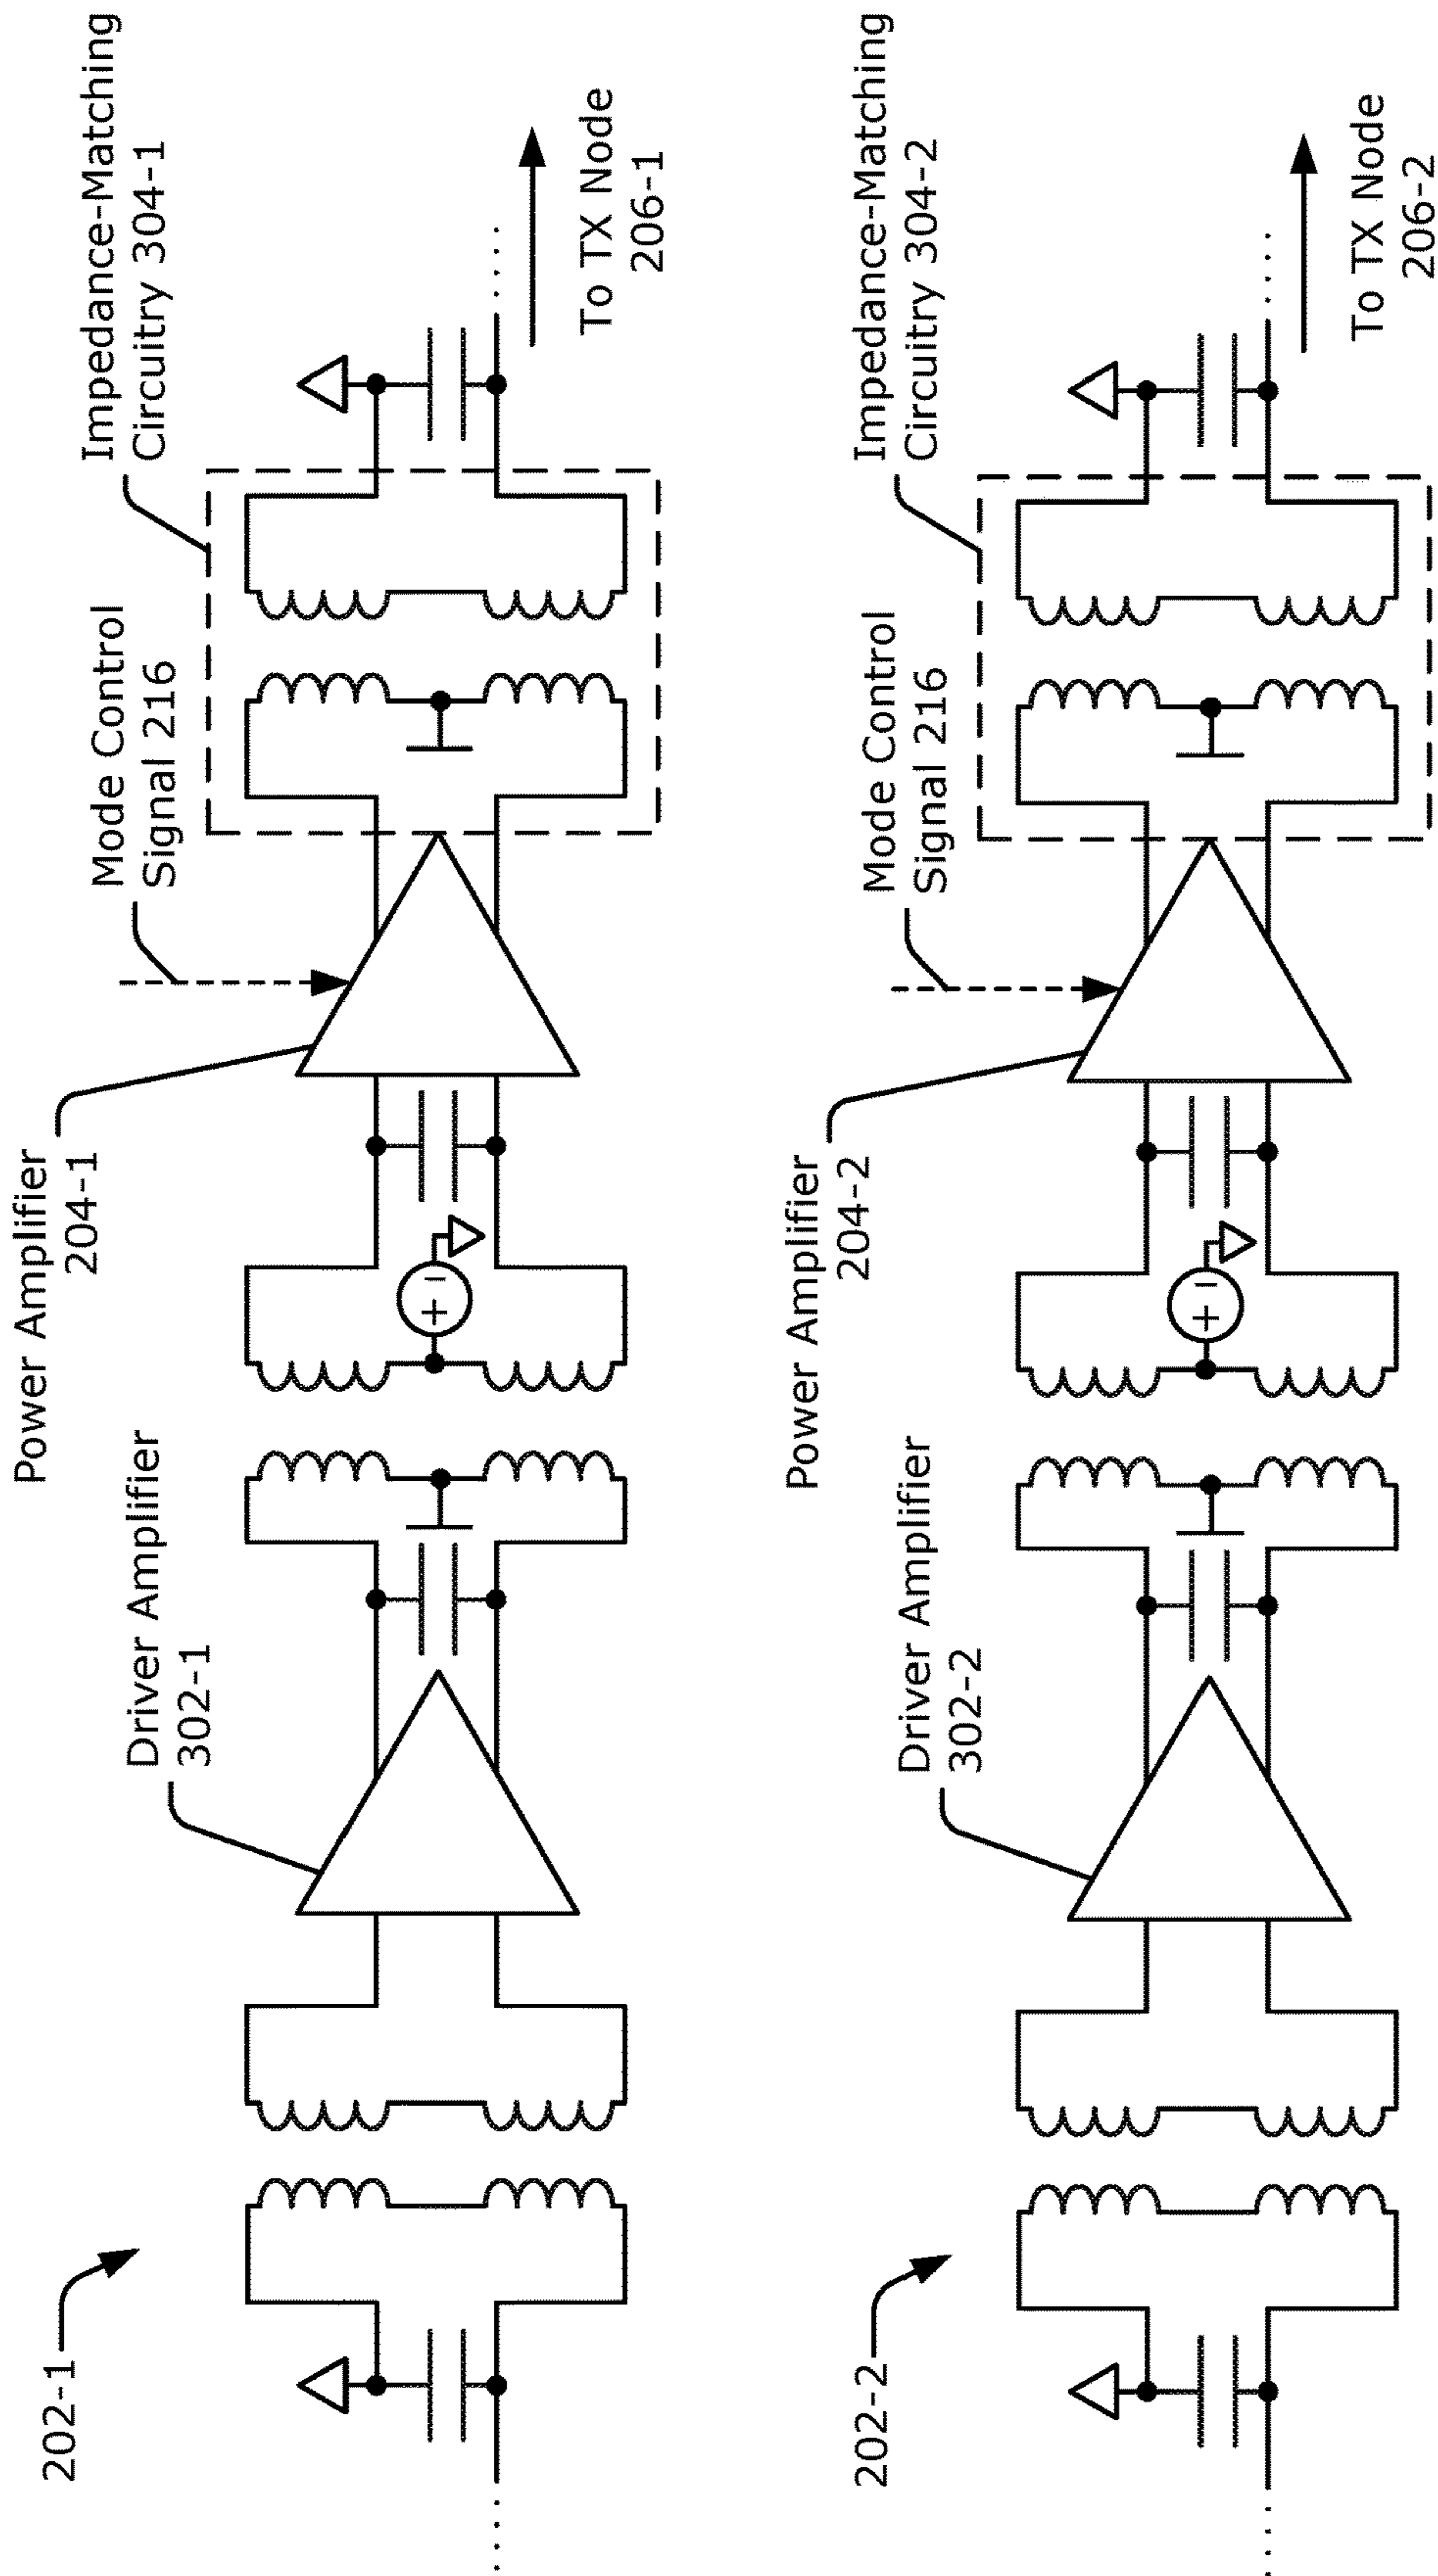 202-1
Driver Amplifier
302-1
Power Amplifier
204-1
+
−
Mode Control
Signal 216
Impedance-Matching
Circuitry 304-1
To TX Node
206-1
202-2
Driver Amplifier
302-2
Power Amplifier
204-2
+
−
Mode Control
Signal 216
Impedance-Matching
Circuitry 304-2
To TX Node
206-2